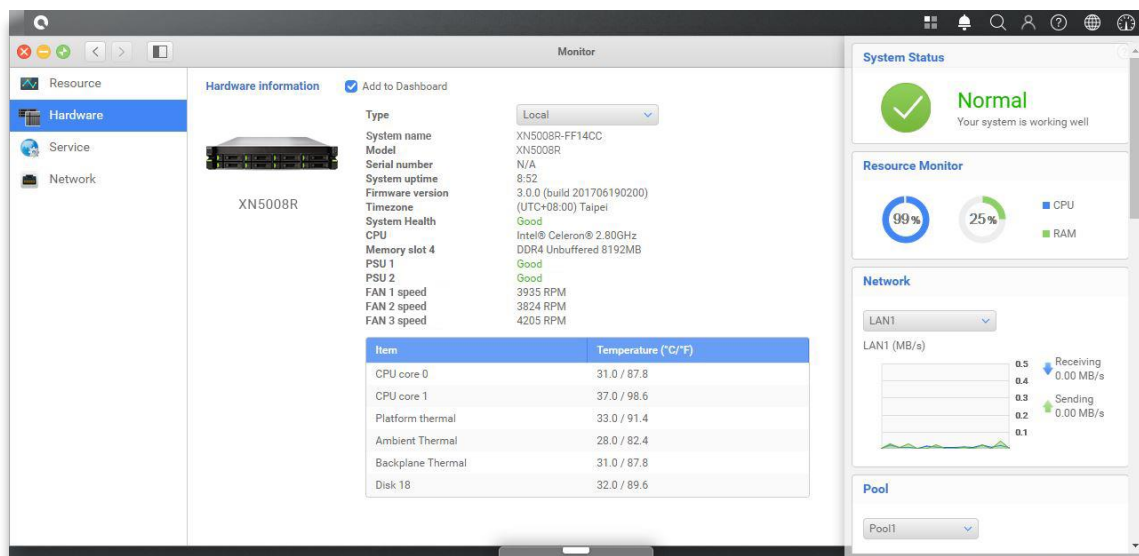 Monitor
Resource
Hardware
Service
Network
Hardware information
Add to Dashboard
XN5008R
Type Local
System name XN5008R-FF14CC
Model XN5008R
Serial number N/A
System uptime 8:52
Firmware version 3.0.0 (build 201706190200)
Timezone (UTC+08:00) Taipei
System Health Good
CPU Intel® Celeron® 2.80GHz
Memory slot 4 DDR4 Unbuffered 8192MB
PSU 1 Good
PSU 2 Good
FAN 1 speed 3935 RPM
FAN 2 speed 3824 RPM
FAN 3 speed 4205 RPM
Item Temperature (°C/°F)
CPU core 0 31.0 / 87.8
CPU core 1 37.0 / 98.6
Platform thermal 33.0 / 91.4
Ambient Thermal 28.0 / 82.4
Backplane Thermal 31.0 / 87.8
Disk 18 32.0 / 89.6
System Status
Normal
Your system is working well
Resource Monitor
99% 25%
CPU
RAM
Network
LAN1
LAN1 (MB/s)
0.5
0.4
0.3
0.2
0.1
Receiving
0.00 MB/s
Sending
0.00 MB/s
Pool
Pool1